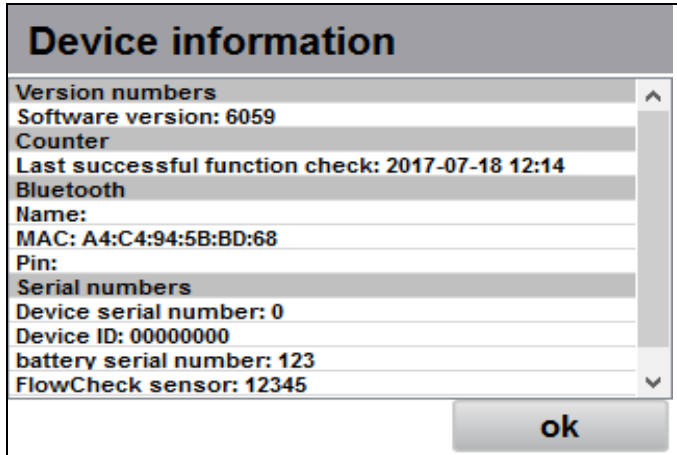 Device information
Version numbers
Software version: 6059
Counter
Last successful function check: 2017-07-18 12:14
Bluetooth
Name:
MAC: A4:C4:94:5B:BD:68
Pin:
Serial numbers
Device serial number: 0
Device ID: 00000000
battery serial number: 123
FlowCheck sensor: 12345
ok